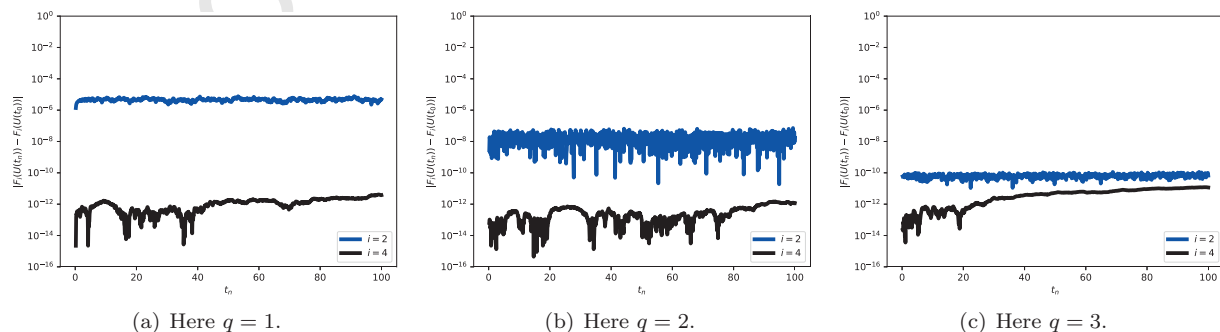 10^0
10^−2
10^−4
10^−6
10^−8
10^−10
10^−12
10^−14
10^−16
|F_i(U(t_n)) − F_i(U(t_0))|
0 20 40 60 80 100
t_n
i = 2
i = 4
(a) Here q = 1.
10^0
10^−2
10^−4
10^−6
10^−8
10^−10
10^−12
10^−14
10^−16
|F_i(U(t_n)) − F_i(U(t_0))|
0 20 40 60 80 100
t_n
i = 2
i = 4
(b) Here q = 2.
10^0
10^−2
10^−4
10^−6
10^−8
10^−10
10^−12
10^−14
10^−16
|F_i(U(t_n)) − F_i(U(t_0))|
0 20 40 60 80 100
t_n
i = 2
i = 4
(c) Here q = 3.